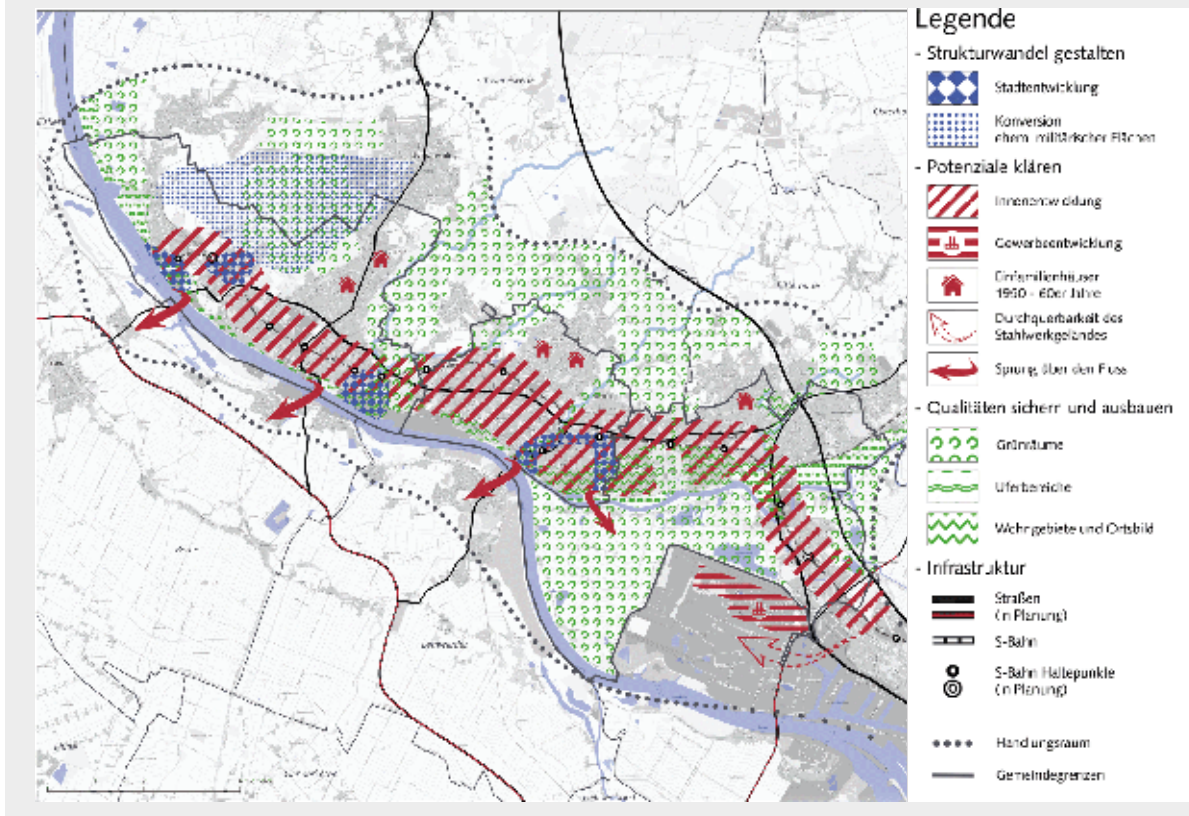 Legende
- Strukturwandel gestalten
Stadtentwicklung
Konversion
ehem. militärischer Flächen
- Potenziale klären
Innenentwicklung
Gewerbeentwicklung
Einfamilienhäuser
1950 - 60er Jahre
Durchquerbarkeit des
Stahlwerkgeländes
Sprung über den Fluss
- Qualitäten sichern und ausbauen
Grünräume
Uferbereiche
Wohngebiete und Ortsbild
- Infrastruktur
Straßen
(in Planung)
S-Bahn
S-Bahn Haltepunkte
(in Planung)
Handlungsraum
Gemeindegrenzen